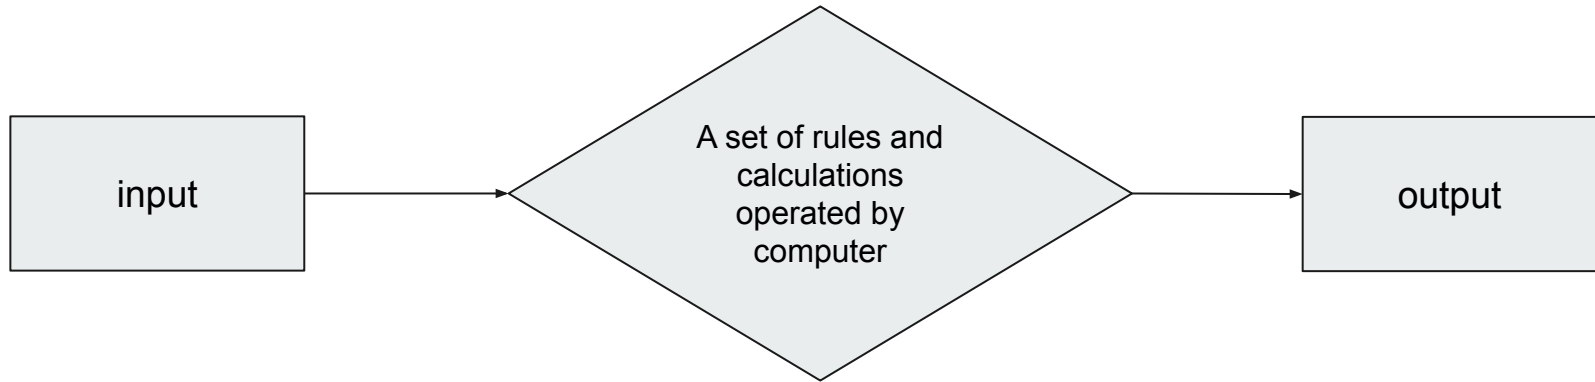 input
A set of rules and
calculations
operated by
computer
output